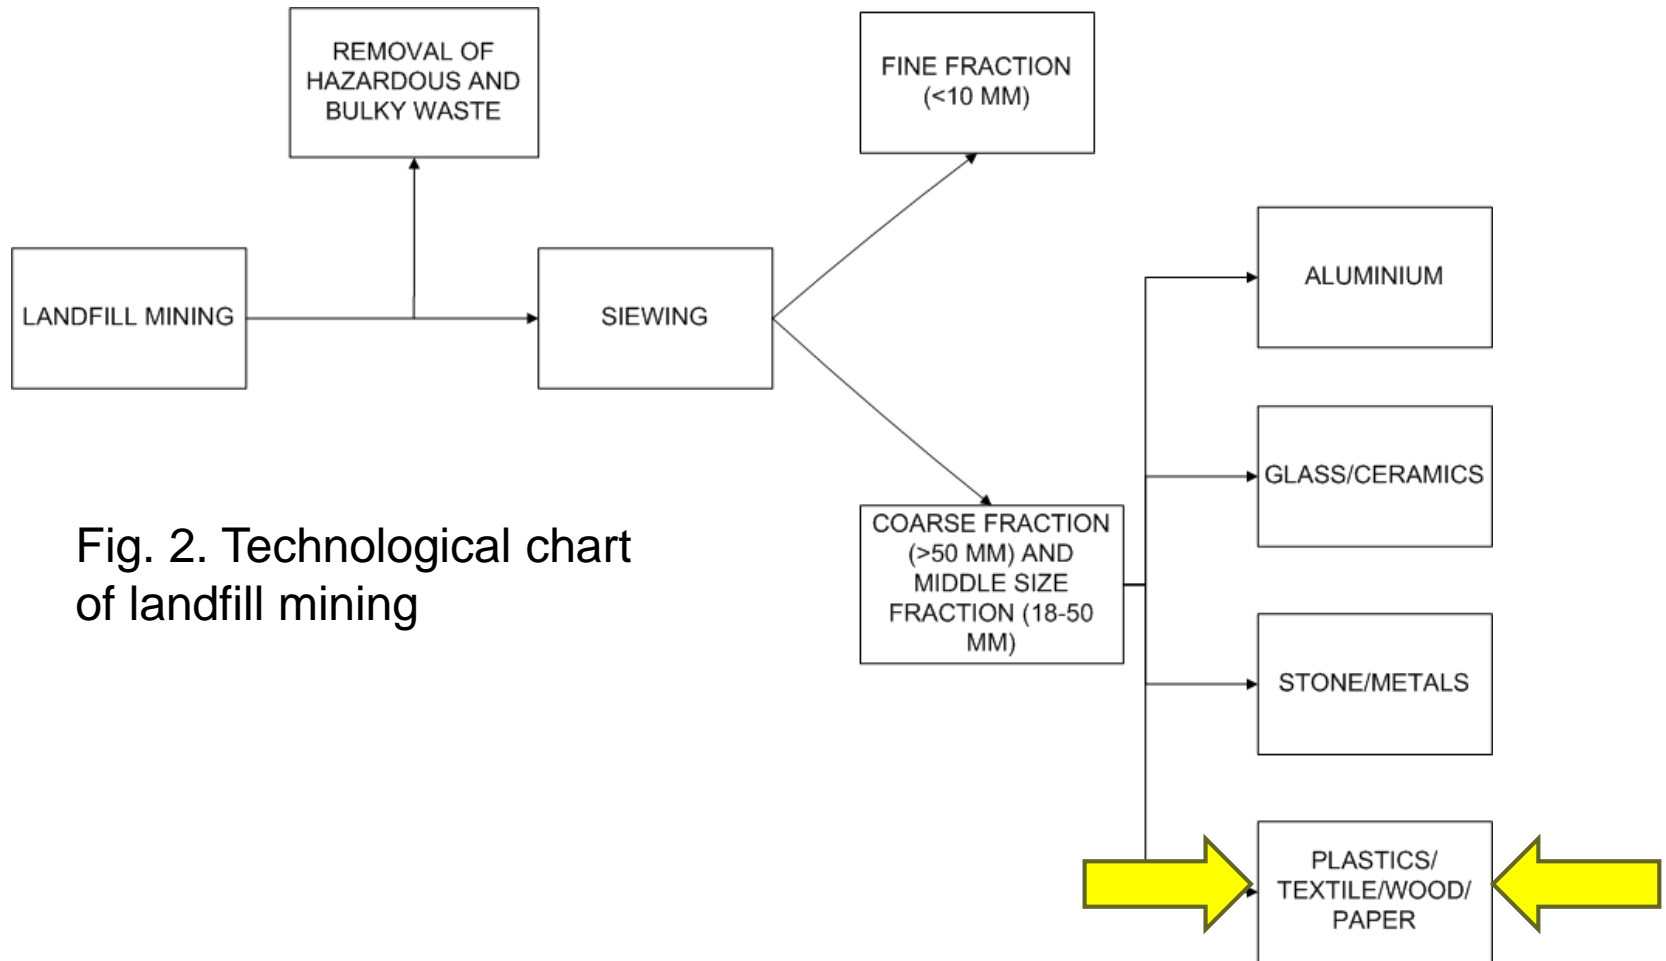 REMOVAL OF
HAZARDOUS AND
BULKY WASTE
FINE FRACTION
(<10 MM)
LANDFILL MINING
SIEWING
ALUMINIUM
GLASS/CERAMICS
COARSE FRACTION
(>50 MM) AND
MIDDLE SIZE
FRACTION (18-50
MM)
STONE/METALS
PLASTICS/
TEXTILE/WOOD/
PAPER
Fig. 2. Technological chart
of landfill mining